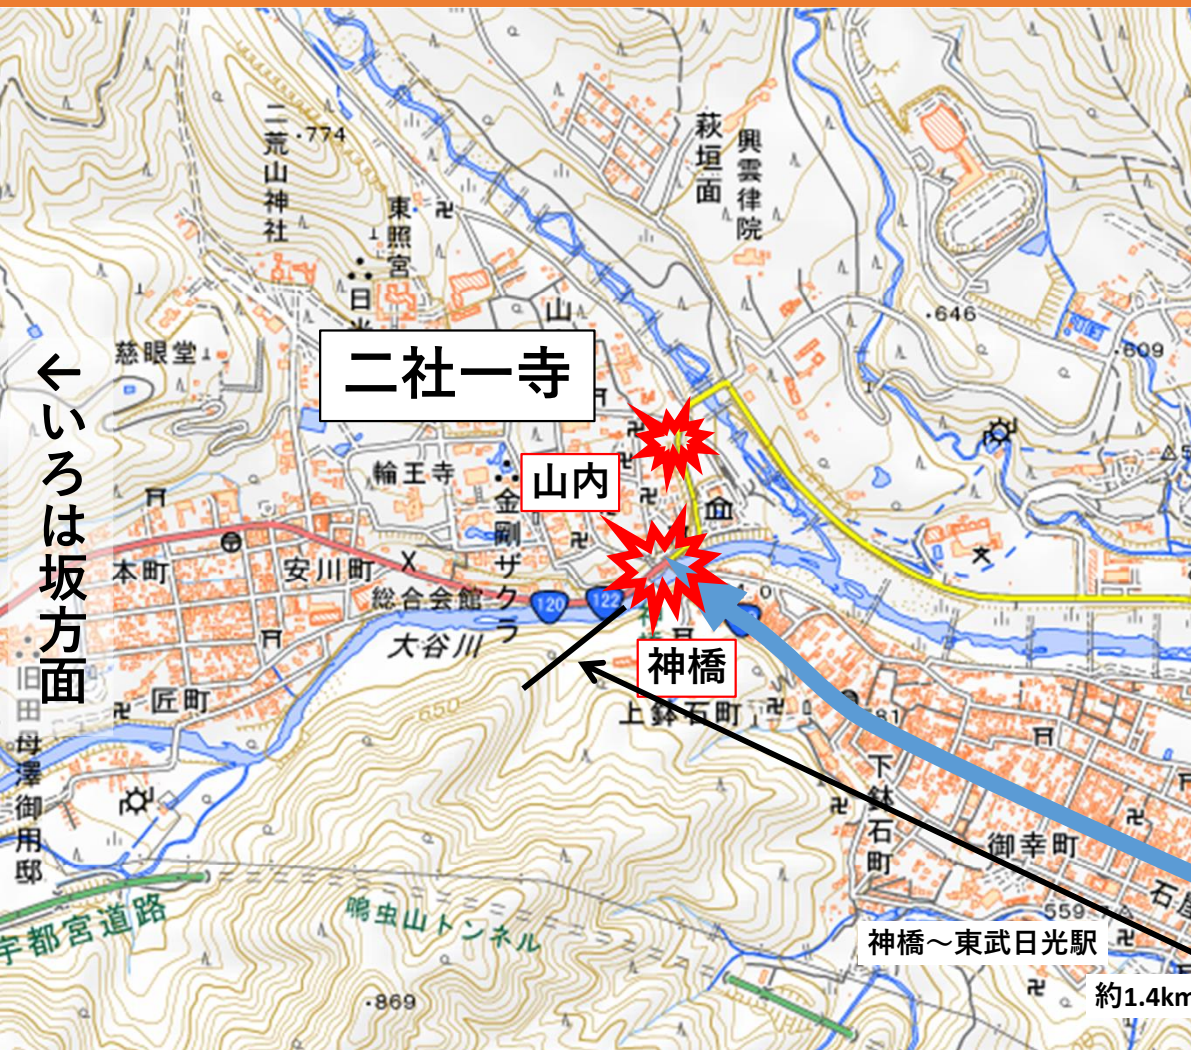 二荒山神社
・774
東照宮
日光
萩垣面
興雲律院
・646
・609
山
慈眼堂
二社一寺
←いろは坂方面
輪王寺
山内
金剛ザクラ
本町
安川町
総合会館
120
122
大谷川
神橋
匠町
650
上鉢石町
旧田母澤御用邸
下鉢石町
御幸町
石屋
559
宇都宮道路
鳴虫山トンネル
神橋～東武日光駅
約1.4km
・869